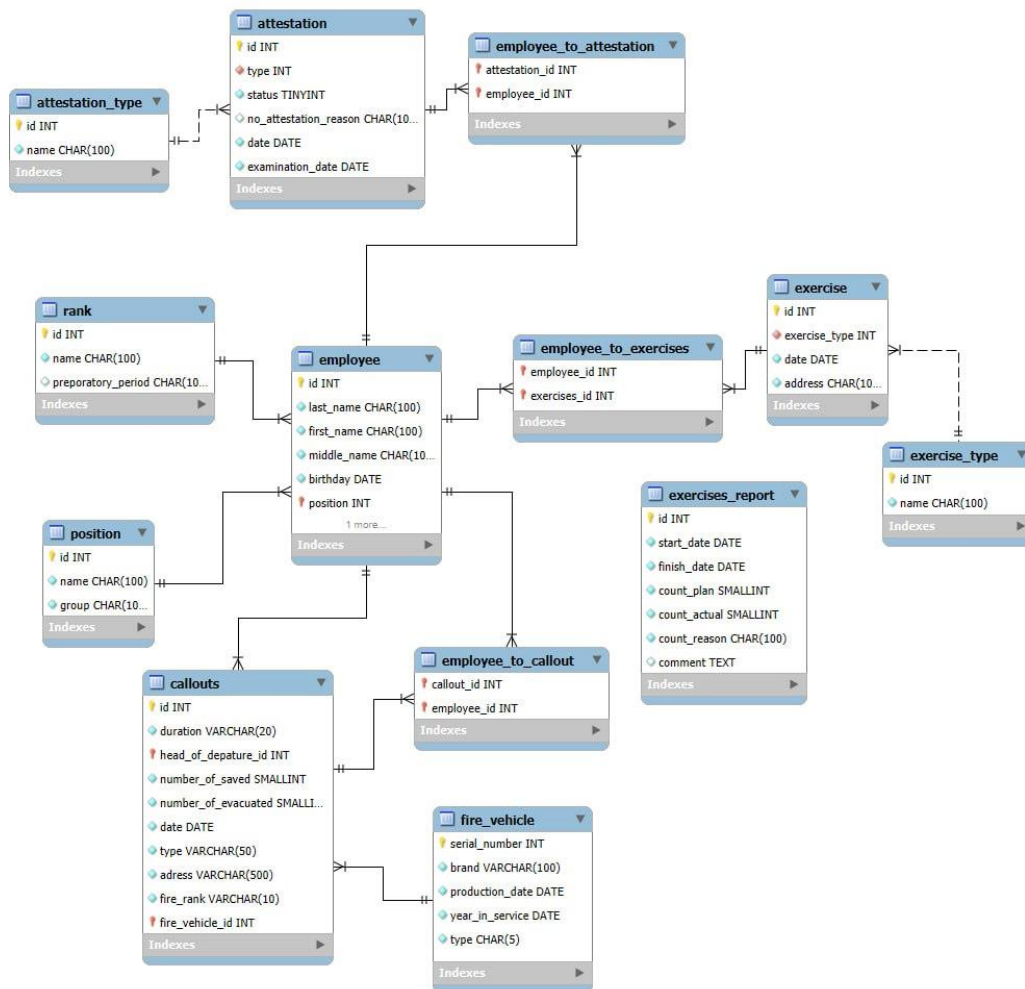 attestation
id INT
type INT
status TINYINT
no_attestation_reason CHAR(10...
date DATE
examination_date DATE
Indexes
employee_to_attestation
attestation_id INT
employee_id INT
Indexes
attestation_type
id INT
name CHAR(100)
Indexes
rank
id INT
name CHAR(100)
preporatory_period CHAR(10...
Indexes
employee
id INT
last_name CHAR(100)
first_name CHAR(100)
middle_name CHAR(10...
birthday DATE
position INT
1 more...
Indexes
employee_to_exercises
employee_id INT
exercises_id INT
Indexes
exercise
id INT
exercise_type INT
date DATE
address CHAR(10...
Indexes
exercise_type
id INT
name CHAR(100)
Indexes
exercises_report
id INT
start_date DATE
finish_date DATE
count_plan SMALLINT
count_actual SMALLINT
count_reason CHAR(100)
comment TEXT
Indexes
position
id INT
name CHAR(100)
group CHAR(10...
Indexes
callouts
id INT
duration VARCHAR(20)
head_of_depature_id INT
number_of_saved SMALLINT
number_of_evacuated SMALLI...
date DATE
type VARCHAR(50)
adress VARCHAR(500)
fire_rank VARCHAR(10)
fire_vehicle_id INT
Indexes
employee_to_callout
callout_id INT
employee_id INT
Indexes
fire_vehicle
serial_number INT
brand VARCHAR(100)
production_date DATE
year_in_service DATE
type CHAR(5)
Indexes